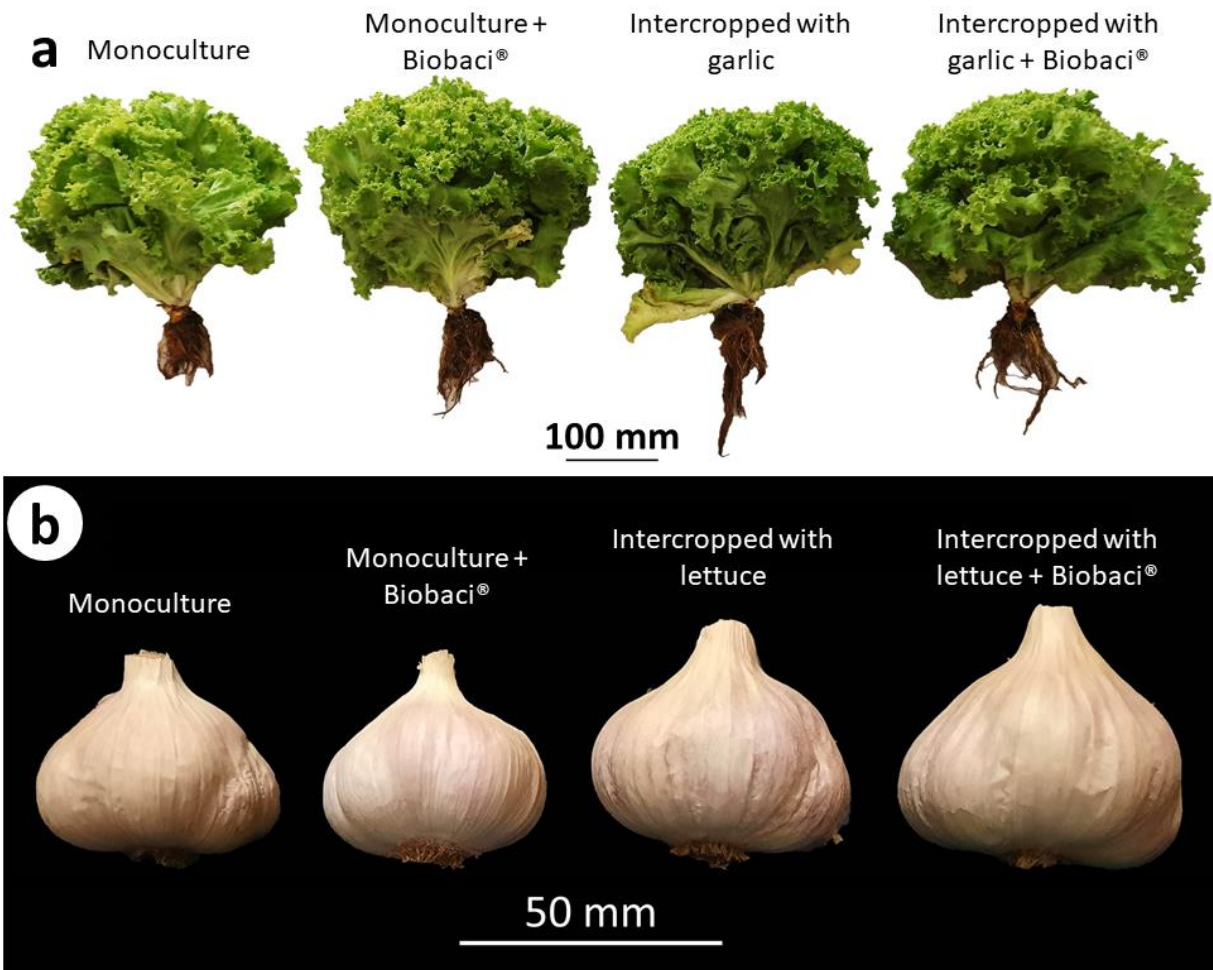 a
Monoculture
Monoculture +
Biobaci®
Intercropped with
garlic
Intercropped with
garlic + Biobaci®
100 mm
b
Monoculture
Monoculture +
Biobaci®
Intercropped with
lettuce
Intercropped with
lettuce + Biobaci®
50 mm